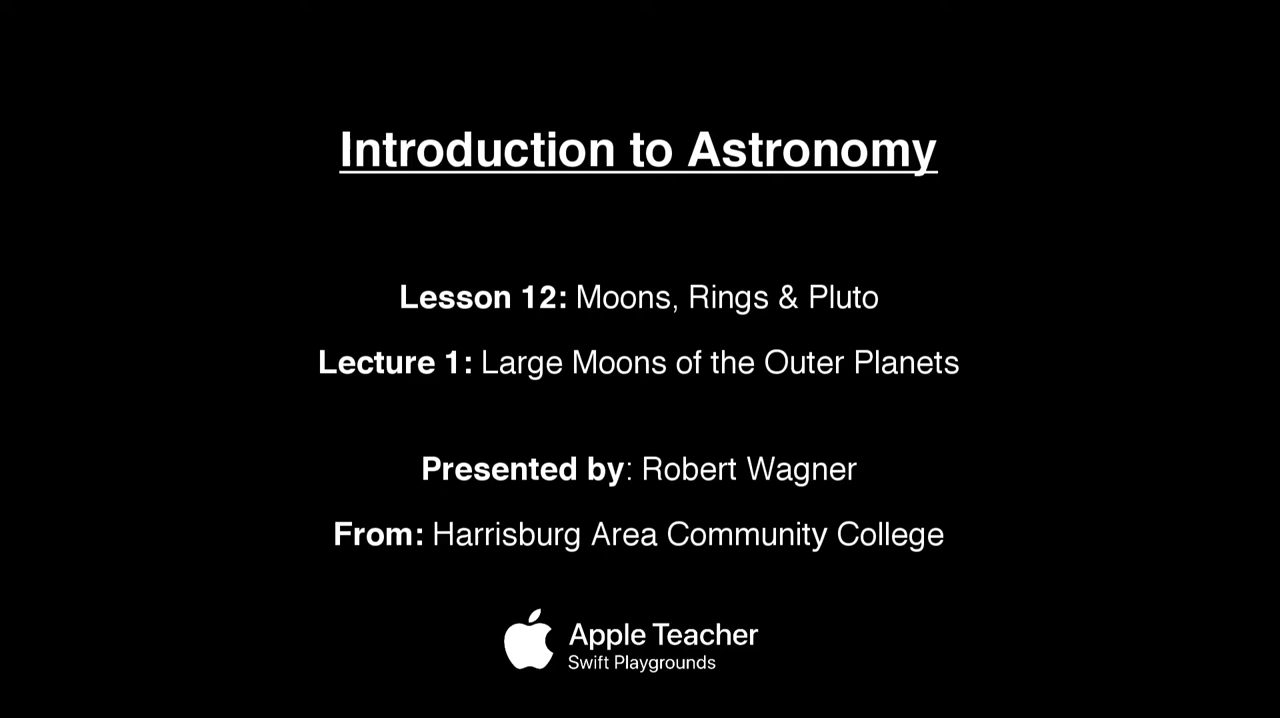 Introduction to Astronomy
Lesson 12: Moons, Rings & Pluto
Lecture 1: Large Moons of the Outer Planets
Presented by: Robert Wagner
From: Harrisburg Area Community College
Apple Teacher
Swift Playgrounds